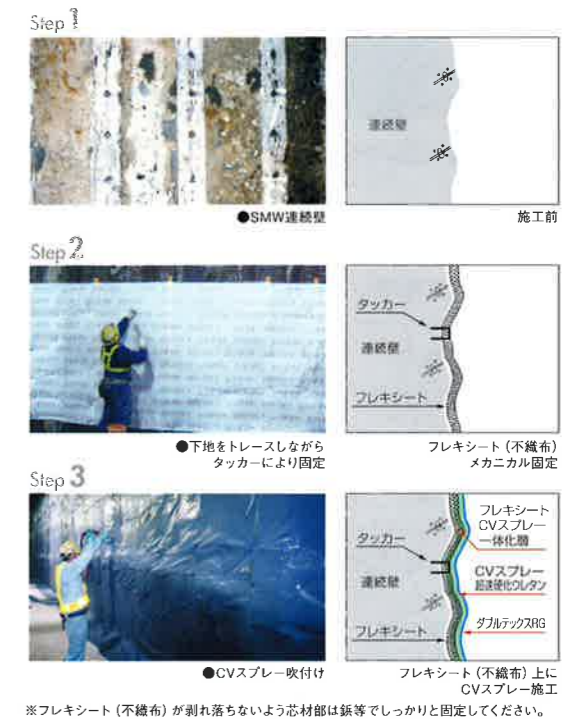 Step 1
連続壁
●SMW連続壁
施工前
Step 2
タッカー
連続壁
フレキシート
●下地をトレースしながら
タッカーにより固定
フレキシート（不織布）
メカニカル固定
Step 3
フレキシート
CVスプレー
一体化層
タッカー
CVスプレー
超速硬化ウレタン
連続壁
ダブルテックスRG
フレキシート
●CVスプレー吹付け
フレキシート（不織布）上に
CVスプレー施工
※フレキシート（不織布）が剥れ落ちないよう芯材部は鋲等でしっかりと固定してください。